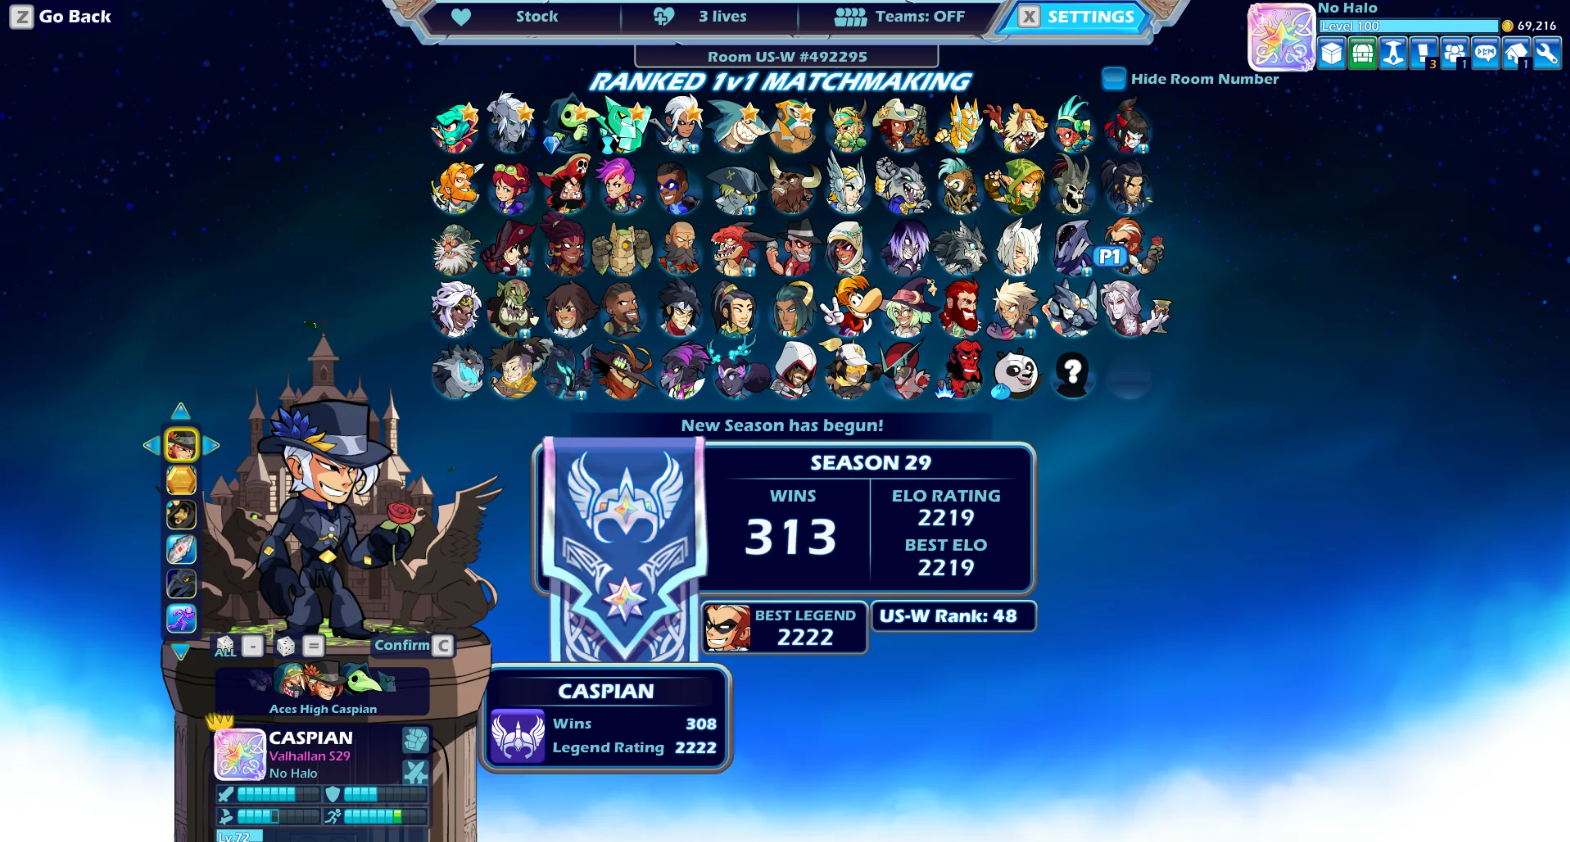 Z Go Back
Stock
3 lives
Teams: OFF
X SETTINGS
No Halo
Level 100
69,216
3
1
1
Room US-W #492295
RANKED 1v1 MATCHMAKING
Hide Room Number
P1
?
New Season has begun!
SEASON 29
WINS
313
ELO RATING
2219
BEST ELO
2219
BEST LEGEND
2222
US-W Rank: 48
ALL - = Confirm C
Aces High Caspian
CASPIAN
Wins 308
Legend Rating 2222
CASPIAN
Valhallan S29
No Halo
Lv.72